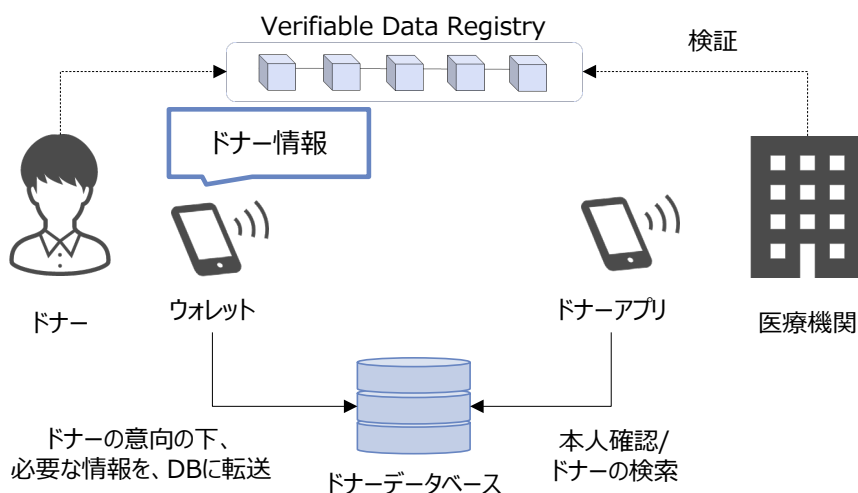 Verifiable Data Registry
検証
ドナー情報
ドナー
ウォレット
ドナーアプリ
医療機関
ドナーの意向の下、
必要な情報を、DBに転送
ドナーデータベース
本人確認/
ドナーの検索